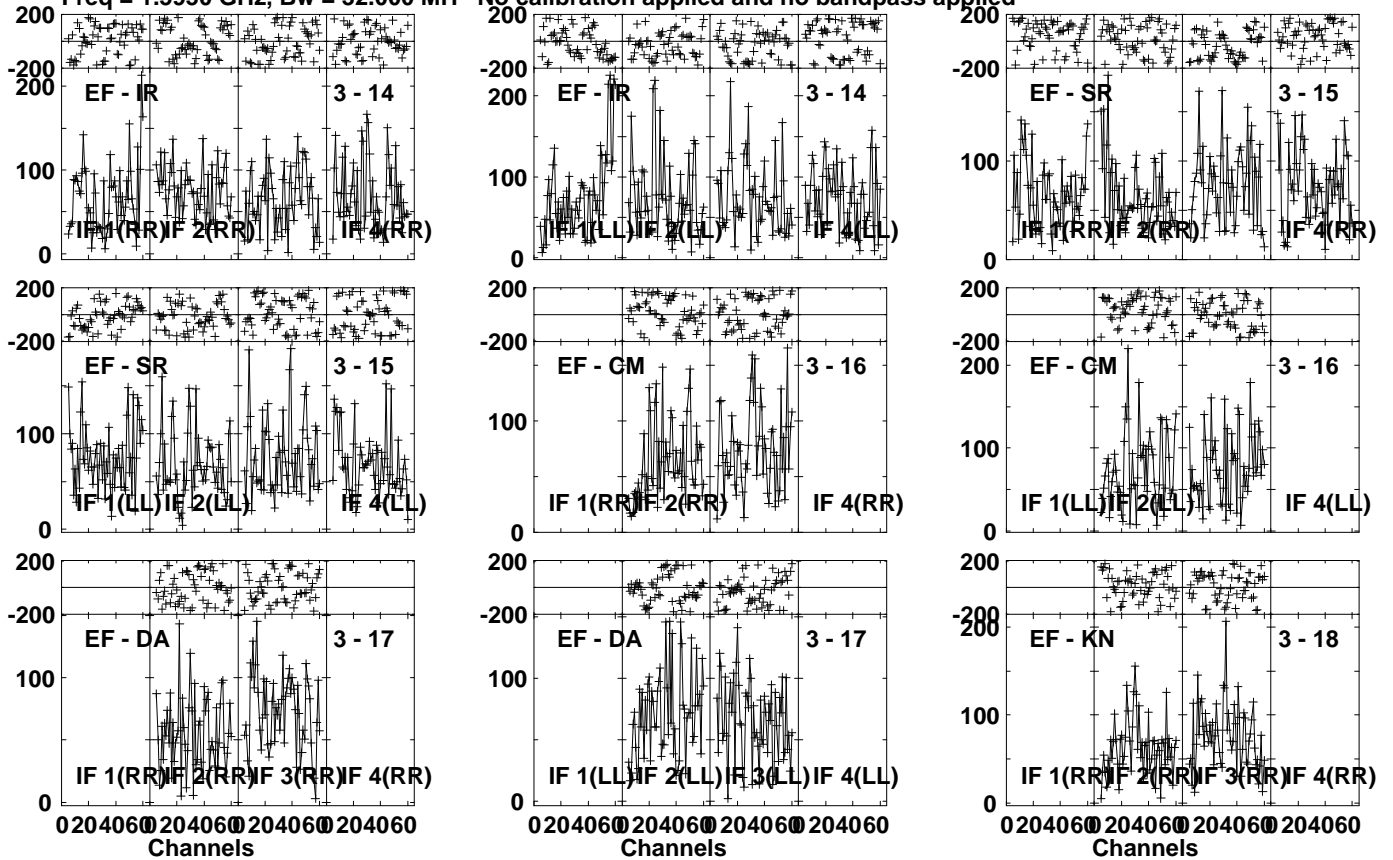 Freq = 1.5950 GHz, Bw = 32.000 MH No calibration applied and no bandpass applied
200
-200
200
100
0
EF - IR 3 - 14
IF 1(RR) IF 2(RR) IF 4(RR)
200
-200
200
100
0
EF - IR 3 - 14
IF 1(LL) IF 2(LL) IF 4(LL)
200
-200
100
0
EF - SR 3 - 15
IF 1(RR) IF 2(RR) IF 4(RR)
200
-200
100
0
EF - SR 3 - 15
IF 1(LL) IF 2(LL) IF 4(LL)
200
-200
100
0
EF - CM 3 - 16
IF 1(RR) IF 2(RR) IF 4(RR)
200
-200
200
100
0
EF - CM 3 - 16
IF 1(LL) IF 2(LL) IF 4(LL)
200
-200
100
0
EF - DA 3 - 17
IF 1(RR) IF 2(RR) IF 3(RR) IF 4(RR)
0 20 40 60 0 20 40 60 0 20 40 60 0 20 40 60
Channels
200
-200
100
0
EF - DA 3 - 17
IF 1(LL) IF 2(LL) IF 3(LL) IF 4(LL)
0 20 40 60 0 20 40 60 0 20 40 60 0 20 40 60
Channels
200
-200
200
100
0
EF - KN 3 - 18
IF 1(RR) IF 2(RR) IF 3(RR) IF 4(RR)
0 20 40 60 0 20 40 60 0 20 40 60 0 20 40 60
Channels